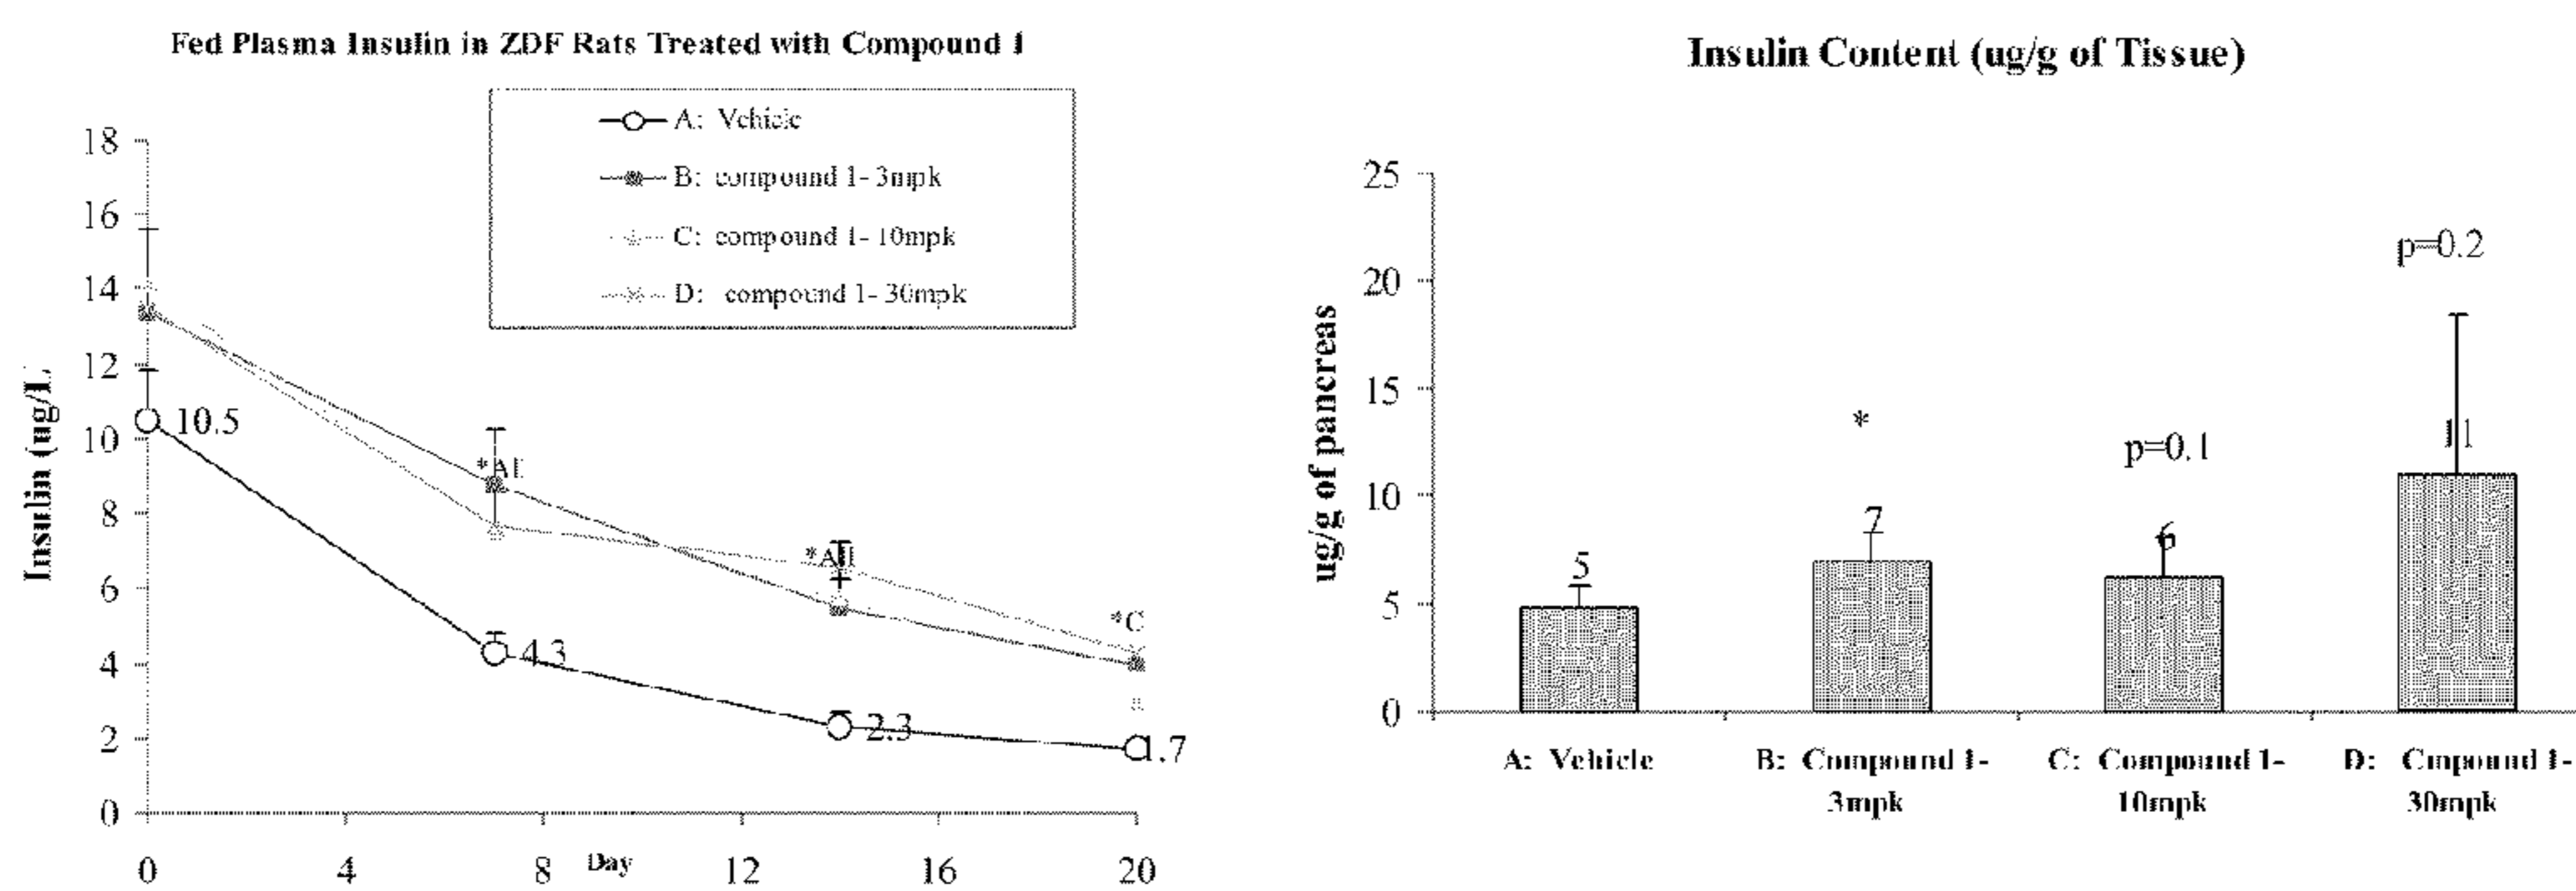 Fed Plasma Insulin in ZDF Rats Treated with Compound 1
A: Vehicle
B: compound 1- 3mpk
C: compound 1- 10mpk
D: compound 1- 30mpk
Insulin (ug/L
18
16
14
12
10
8
6
4
2
0
10.5
4.3
2.3
1.7
*All
*All
*C
0
4
8
12
16
20
Day
Insulin Content (ug/g of Tissue)
ug/g of pancreas
25
20
15
10
5
0
5
*
7
p=0.1
6
p=0.2
11
A: Vehicle
B: Compound 1-
3mpk
C: Compound 1-
10mpk
D: Cmpound 1-
30mpk